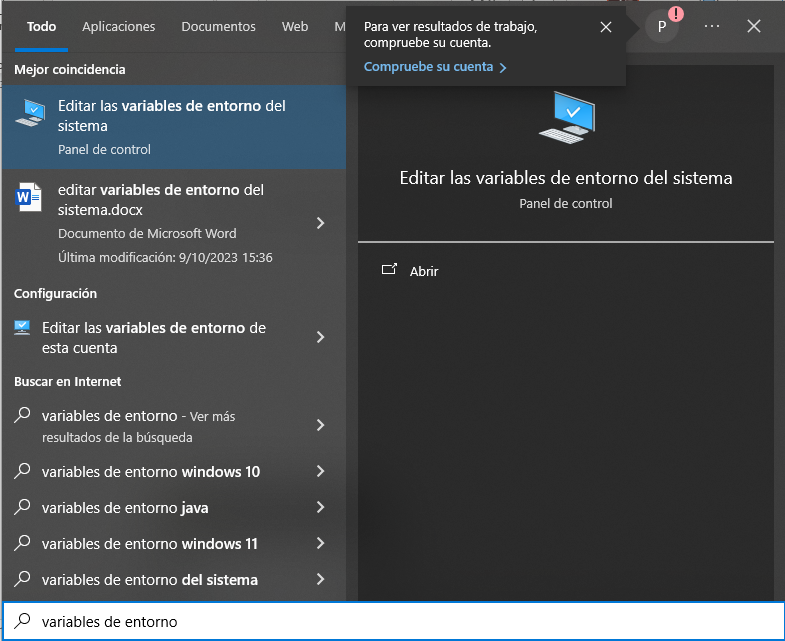 Todo
Aplicaciones
Documentos
Web
M
Para ver resultados de trabajo,
compruebe su cuenta.
Compruebe su cuenta
P
!
Mejor coincidencia
Editar las variables de entorno del
sistema
Panel de control
editar variables de entorno del
sistema.docx
Documento de Microsoft Word
Última modificación: 9/10/2023 15:36
Configuración
Editar las variables de entorno de
esta cuenta
Buscar en Internet
variables de entorno - Ver más
resultados de la búsqueda
variables de entorno windows 10
variables de entorno java
variables de entorno windows 11
variables de entorno del sistema
Editar las variables de entorno del sistema
Panel de control
Abrir
variables de entorno